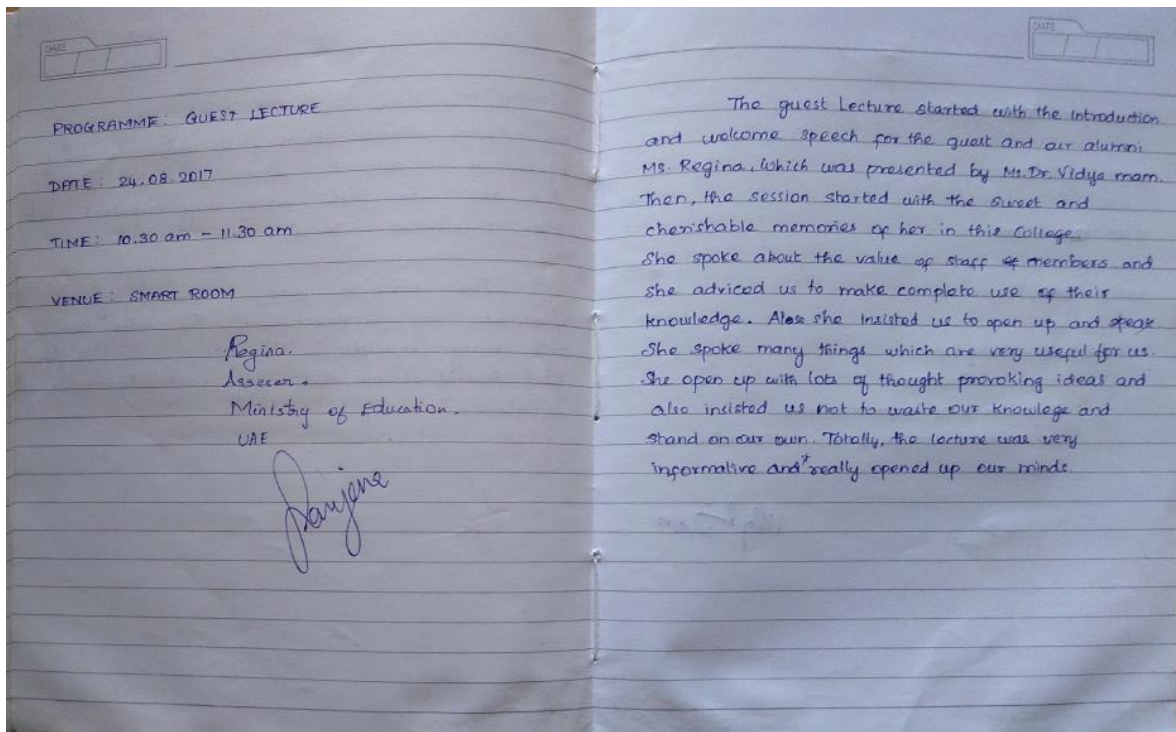 DATE
PROGRAMME: GUEST LECTURE
DATE: 24.08.2017
TIME: 10.30 am - 11.30 am
VENUE: SMART ROOM
Regina.
Ministry of Education.
UAE
DATE
The guest Lecture started with the Introduction
and welcome speech for the guest and our alumni
Ms. Regina, which was presented by Ms. Dr. Vidya mam.
Then, the session started with the sweet and
cherishable memories of her in this College.
She spoke about the value of staff members and
she adviced us to make complete use of their
knowledge. Also she insisted us to open up and speak
She spoke many things which are very useful for us.
She open up with lots of thought provoking ideas and
also insisted us not to waste our knowlege and
stand on our own. Totally, the lecture was very
informative and really opened up our minds.